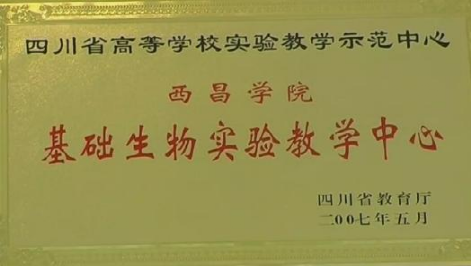 四川省高等学校实验教学示范中心
西昌学院
基础生物实验教学中心
四川省教育厅
二00七年五月